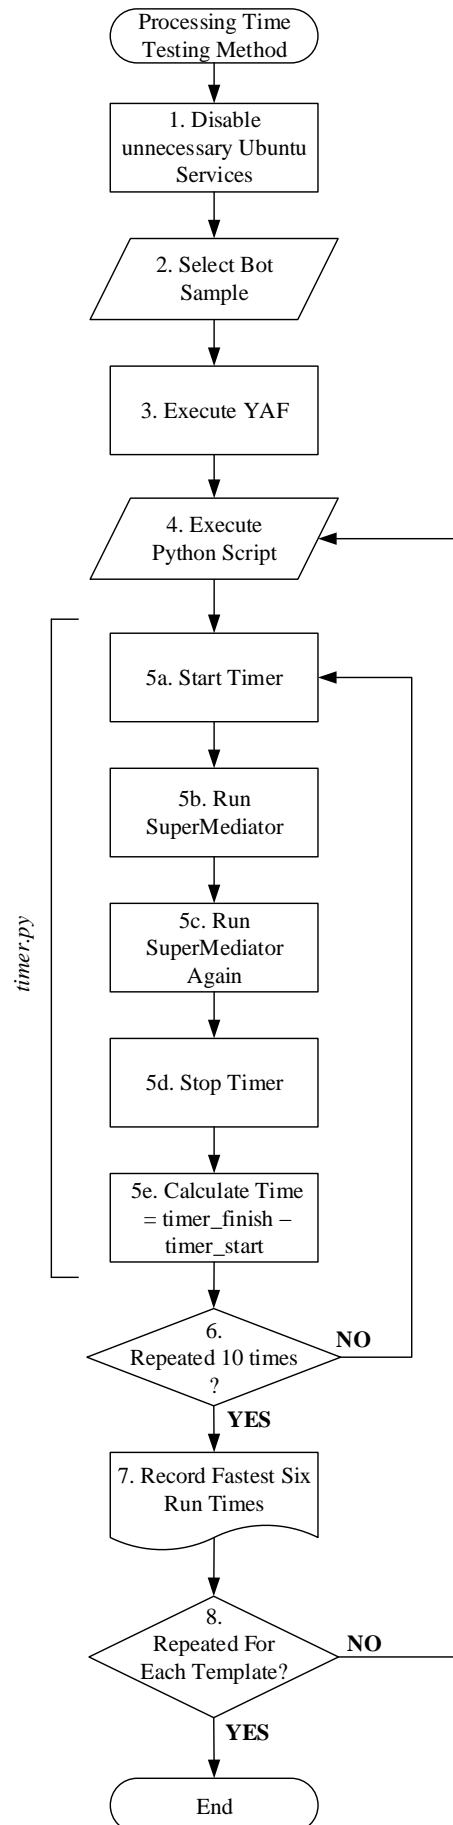 Processing Time
Testing Method
1. Disable
unnecessary Ubuntu
Services
2. Select Bot
Sample
3. Execute YAF
4. Execute
Python Script
timer.py
5a. Start Timer
5b. Run
SuperMediator
5c. Run
SuperMediator
Again
5d. Stop Timer
5e. Calculate Time
= timer_finish –
timer_start
6.
Repeated 10 times
?
NO
YES
7. Record Fastest Six
Run Times
8.
Repeated For
Each Template?
NO
YES
End